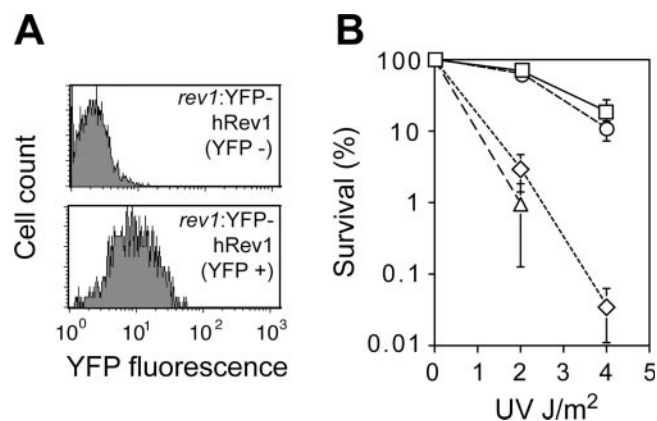 A
rev1:YFP-
hRev1
(YFP -)
rev1:YFP-
hRev1
(YFP +)
Cell count
10⁰ 10¹ 10² 10³
YFP fluorescence
B
100
10
1
0.1
0.01
Survival (%)
0 1 2 3 4 5
UV J/m²